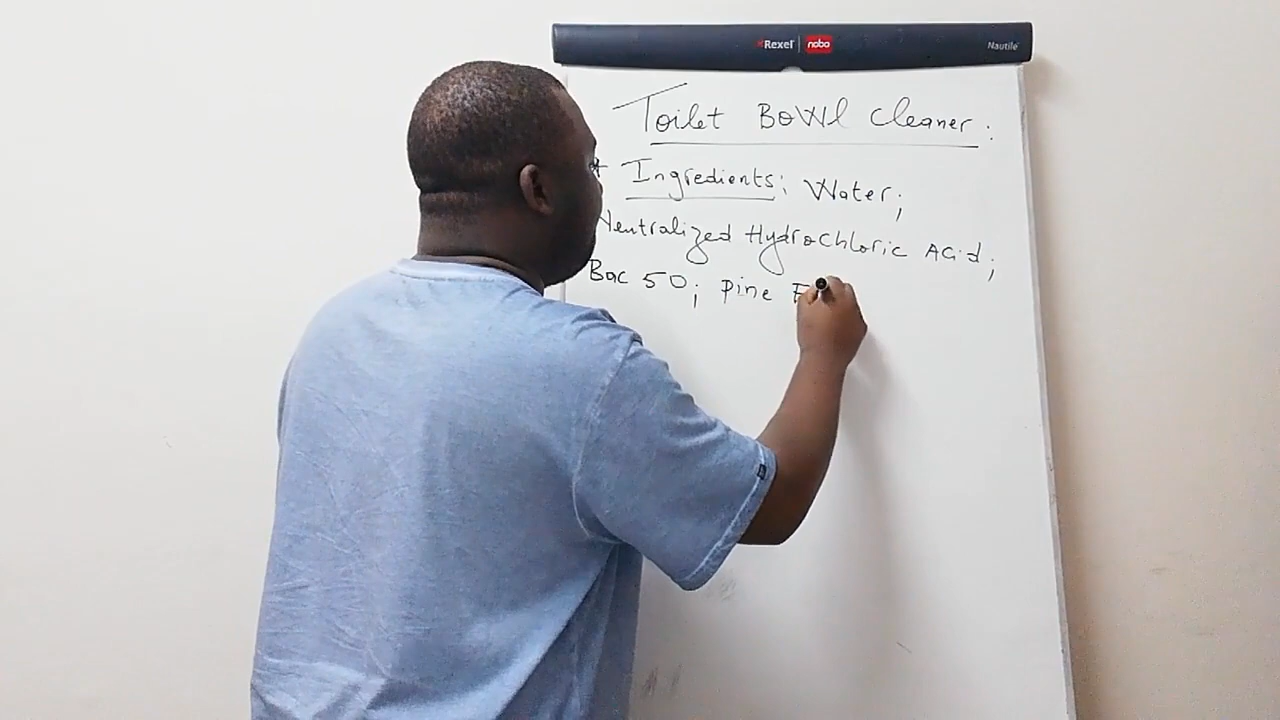 Rexel nobo Nautile
Toilet BOWl cleaner:
* Ingredients: Water;
Neutralized HydroChloric Acid;
Bac 50; pine F